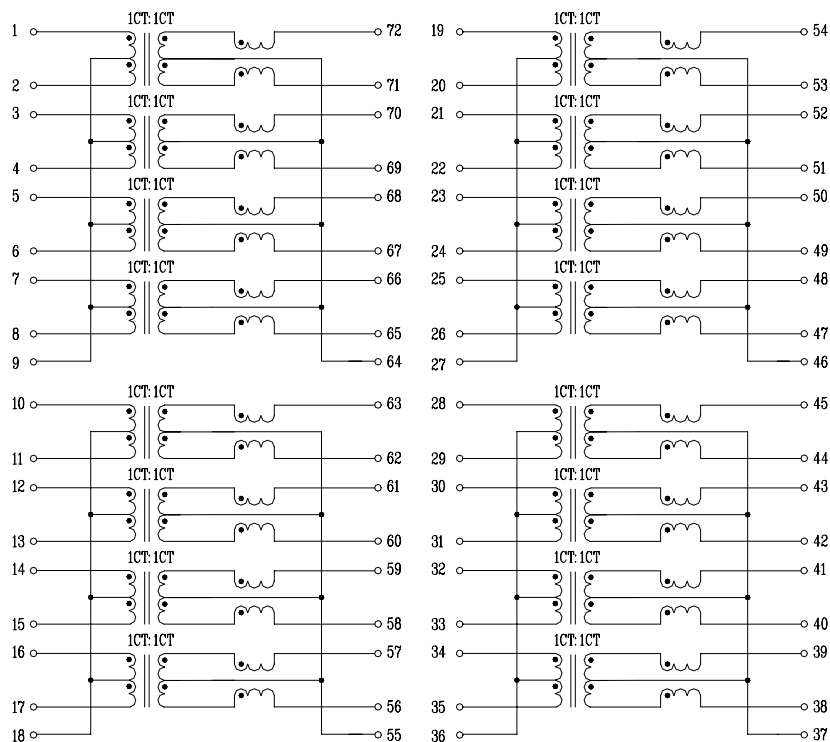 1CT:1CT 1CT:1CT
1 72 19 54
2 71 20 53
1CT:1CT 1CT:1CT
3 70 21 52
4 69 22 51
1CT:1CT 1CT:1CT
5 68 23 50
6 67 24 49
1CT:1CT 1CT:1CT
7 66 25 48
8 65 26 47
9 64 27 46
1CT:1CT 1CT:1CT
10 63 28 45
11 62 29 44
1CT:1CT 1CT:1CT
12 61 30 43
13 60 31 42
1CT:1CT 1CT:1CT
14 59 32 41
15 58 33 40
1CT:1CT 1CT:1CT
16 57 34 39
17 56 35 38
18 55 36 37